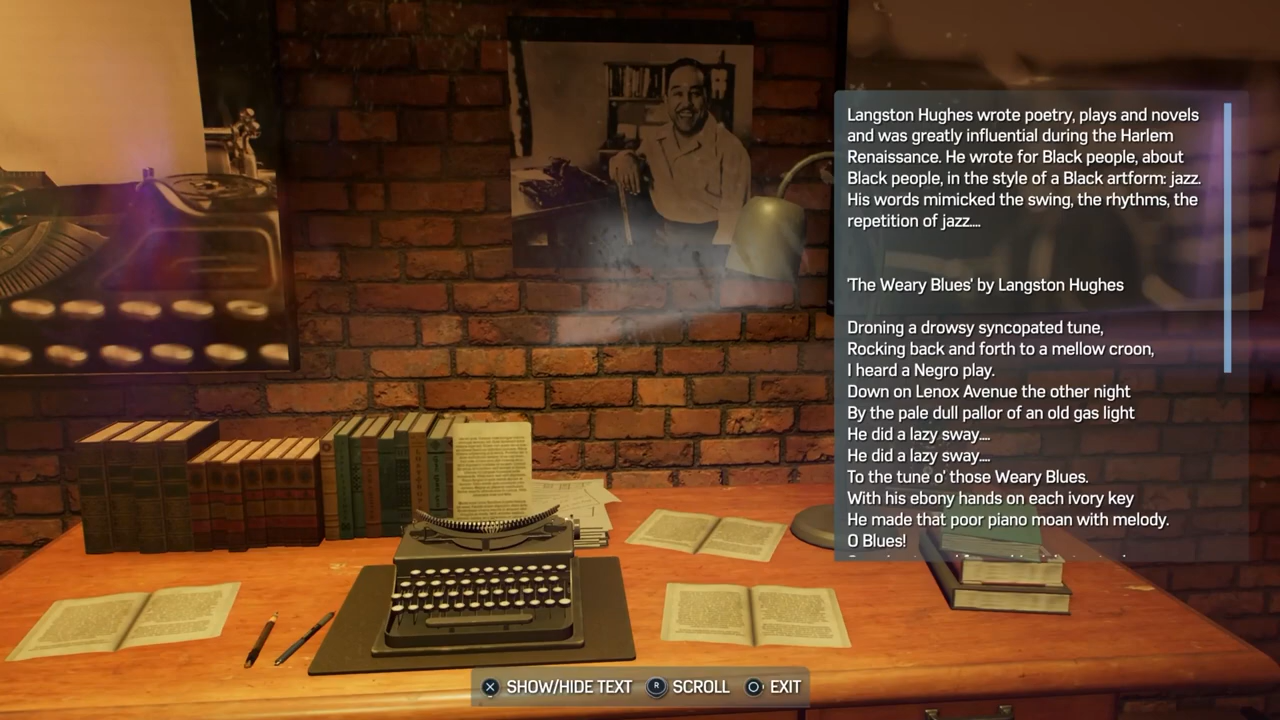 Langston Hughes wrote poetry, plays and novels
and was greatly influential during the Harlem
Renaissance. He wrote for Black people, about
Black people, in the style of a Black artform: jazz.
His words mimicked the swing, the rhythms, the
repetition of jazz....
'The Weary Blues' by Langston Hughes
Droning a drowsy syncopated tune,
Rocking back and forth to a mellow croon,
I heard a Negro play.
Down on Lenox Avenue the other night
By the pale dull pallor of an old gas light
He did a lazy sway....
He did a lazy sway....
To the tune o' those Weary Blues.
With his ebony hands on each ivory key
He made that poor piano moan with melody.
O Blues!
SHOW/HIDE TEXT
R SCROLL
EXIT